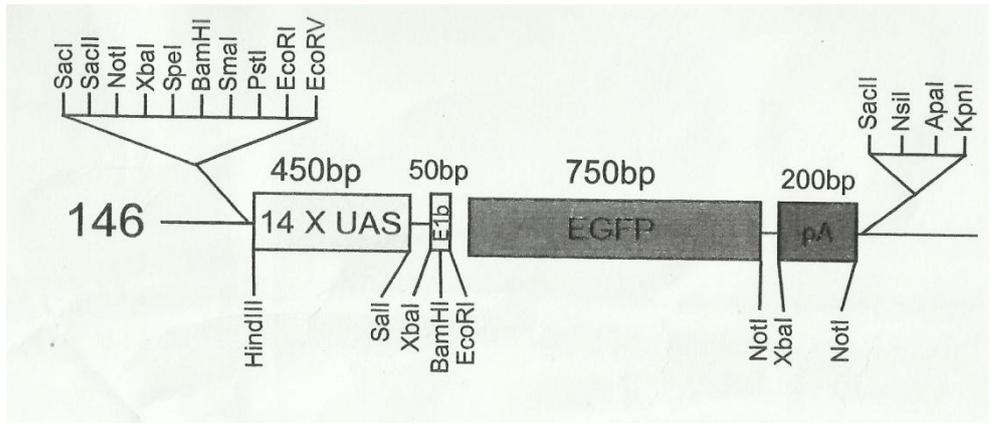 SacI
SacII
NotI
XbaI
SpeI
BamHI
SmaI
PstI
EcoRI
EcoRV
SacII
NsiI
ApaI
KpnI
450bp
50bp
750bp
200bp
146
14 X UAS
E1b
EGFP
pA
HindIII
SalI
XbaI
BamHI
EcoRI
NotI
XbaI
NotI